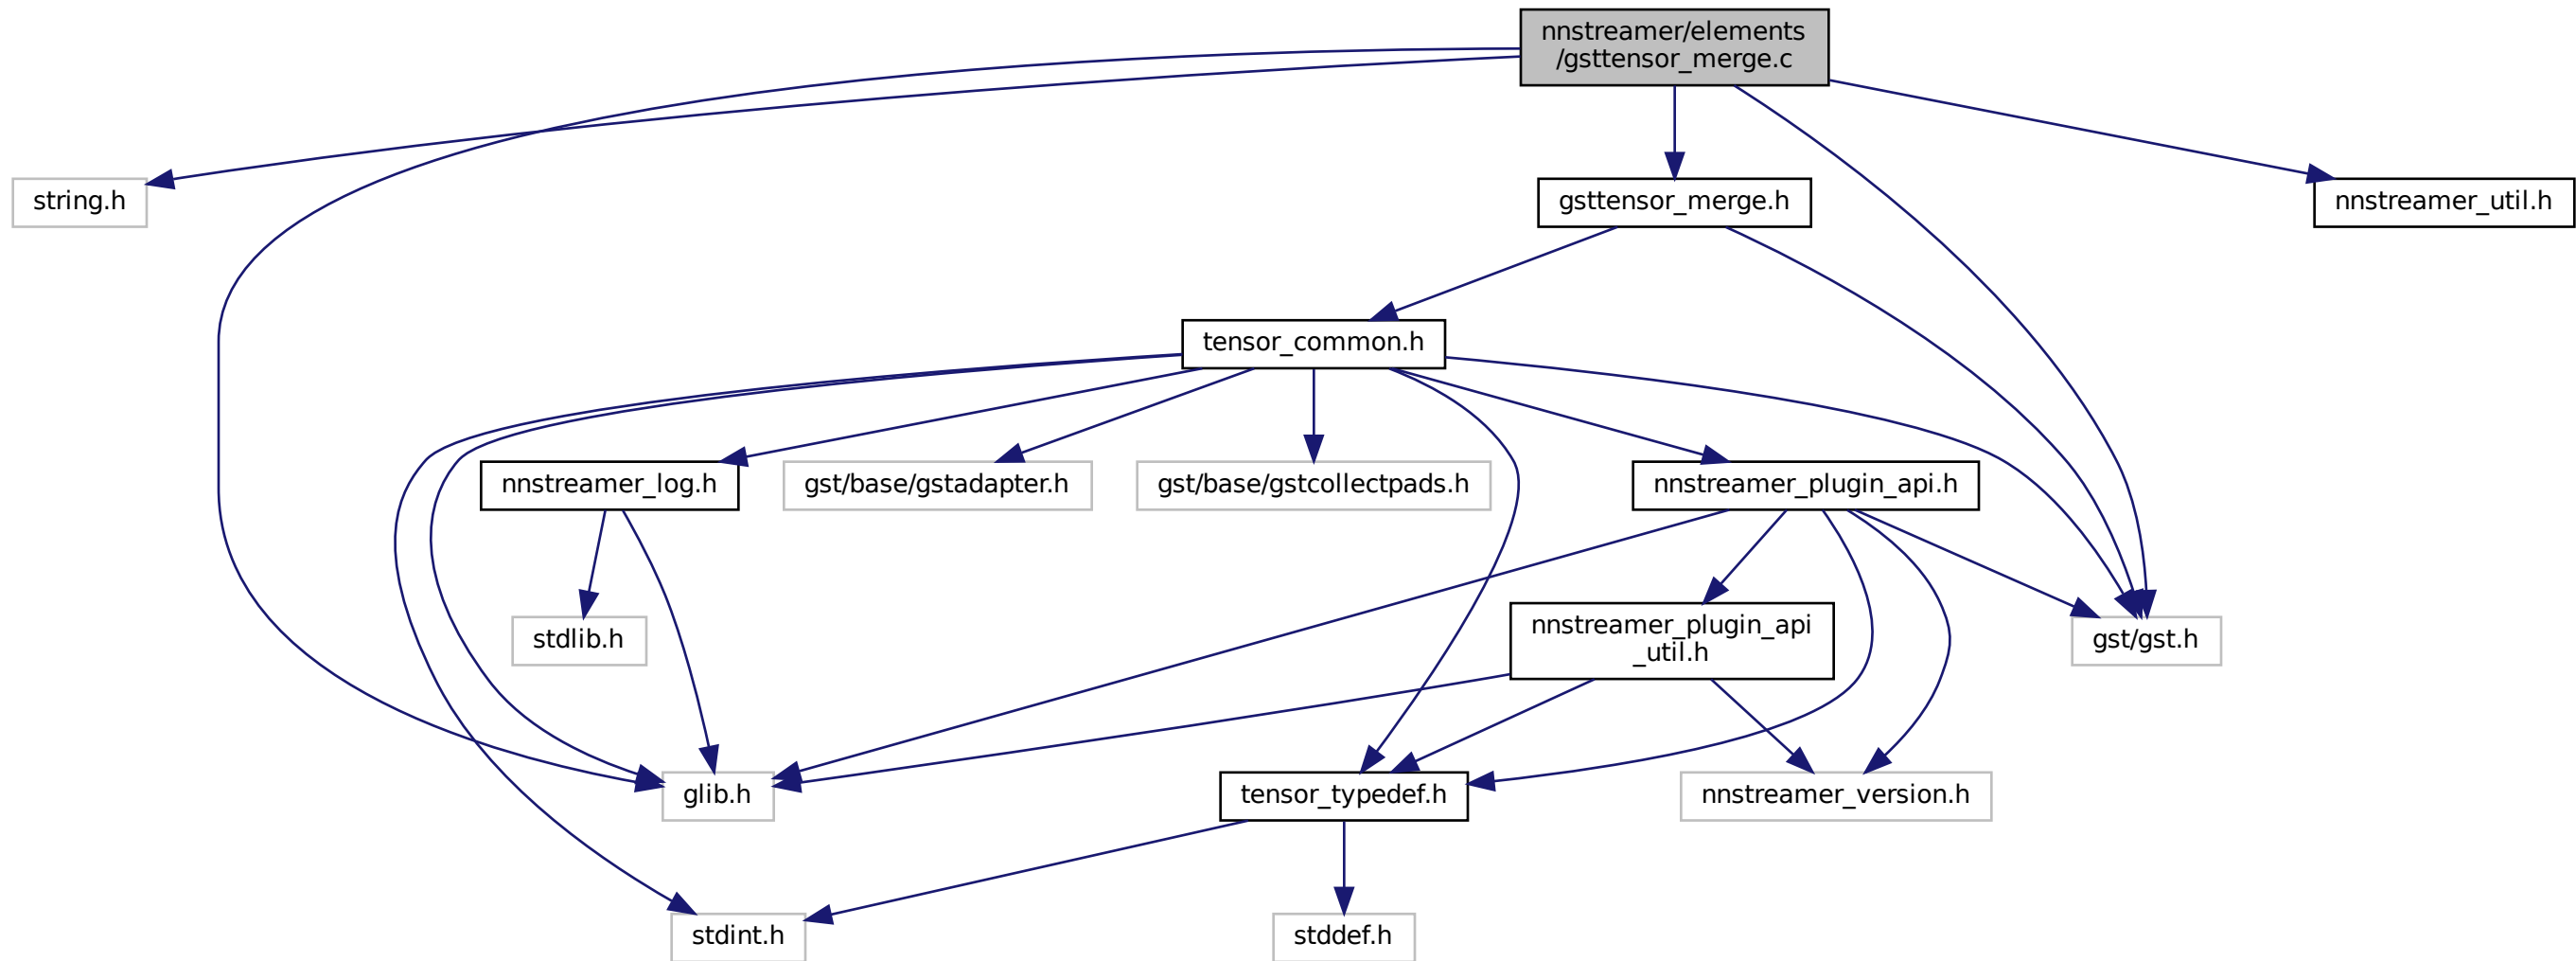 nnstreamer/elements
/gsttensor_merge.c
string.h
gsttensor_merge.h
nnstreamer_util.h
tensor_common.h
nnstreamer_log.h
gst/base/gstadapter.h
gst/base/gstcollectpads.h
nnstreamer_plugin_api.h
stdlib.h
nnstreamer_plugin_api
_util.h
gst/gst.h
glib.h
tensor_typedef.h
nnstreamer_version.h
stdint.h
stddef.h